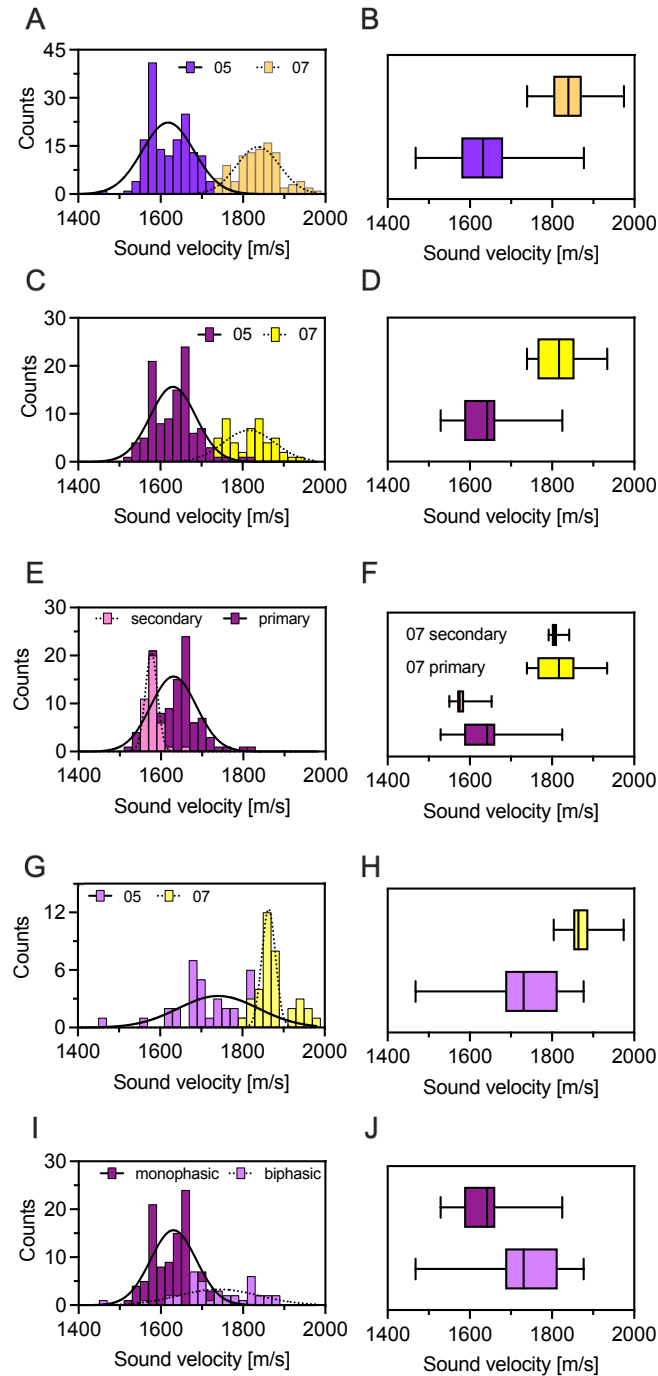 A
B
45
05 07
30
15
0
Counts
1400 1600 1800 2000
Sound velocity [m/s]
1400 1600 1800 2000
Sound velocity [m/s]
C
D
30
05 07
20
10
0
Counts
1400 1600 1800 2000
Sound velocity [m/s]
1400 1600 1800 2000
Sound velocity [m/s]
E
F
30
secondary primary
20
10
0
Counts
1400 1600 1800 2000
Sound velocity [m/s]
07 secondary
07 primary
1400 1600 1800 2000
Sound velocity [m/s]
G
H
05 07
12
9
6
3
0
Counts
1400 1600 1800 2000
Sound velocity [m/s]
1400 1600 1800 2000
Sound velocity [m/s]
I
J
30
monophasic biphasic
20
10
0
Counts
1400 1600 1800 2000
Sound velocity [m/s]
1400 1600 1800 2000
Sound velocity [m/s]